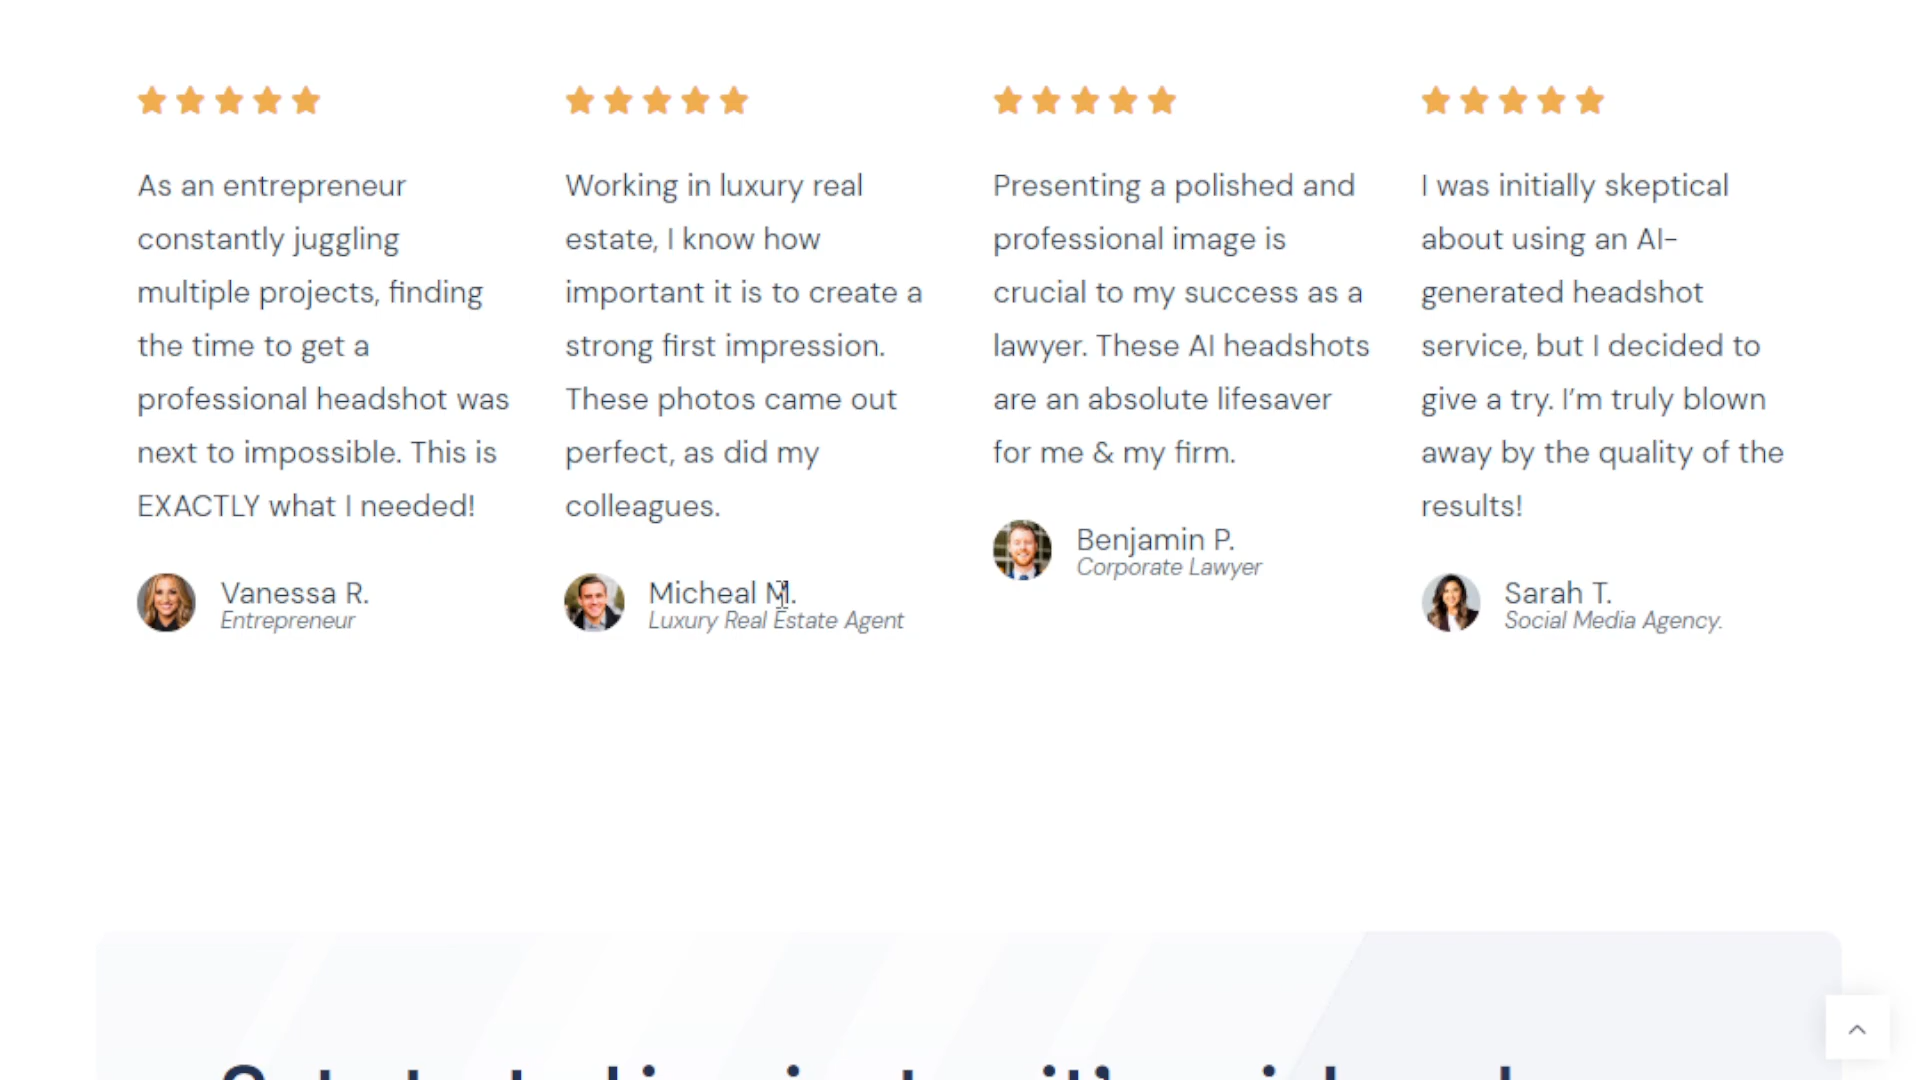 As an entrepreneur
constantly juggling
multiple projects, finding
the time to get a
professional headshot was
next to impossible. This is
EXACTLY what I needed!
Vanessa R.
Entrepreneur
Working in luxury real
estate, I know how
important it is to create a
strong first impression.
These photos came out
perfect, as did my
colleagues.
Micheal M.
Luxury Real Estate Agent
Presenting a polished and
professional image is
crucial to my success as a
lawyer. These AI headshots
are an absolute lifesaver
for me & my firm.
Benjamin P.
Corporate Lawyer
I was initially skeptical
about using an AI-
generated headshot
service, but I decided to
give a try. I’m truly blown
away by the quality of the
results!
Sarah T.
Social Media Agency.